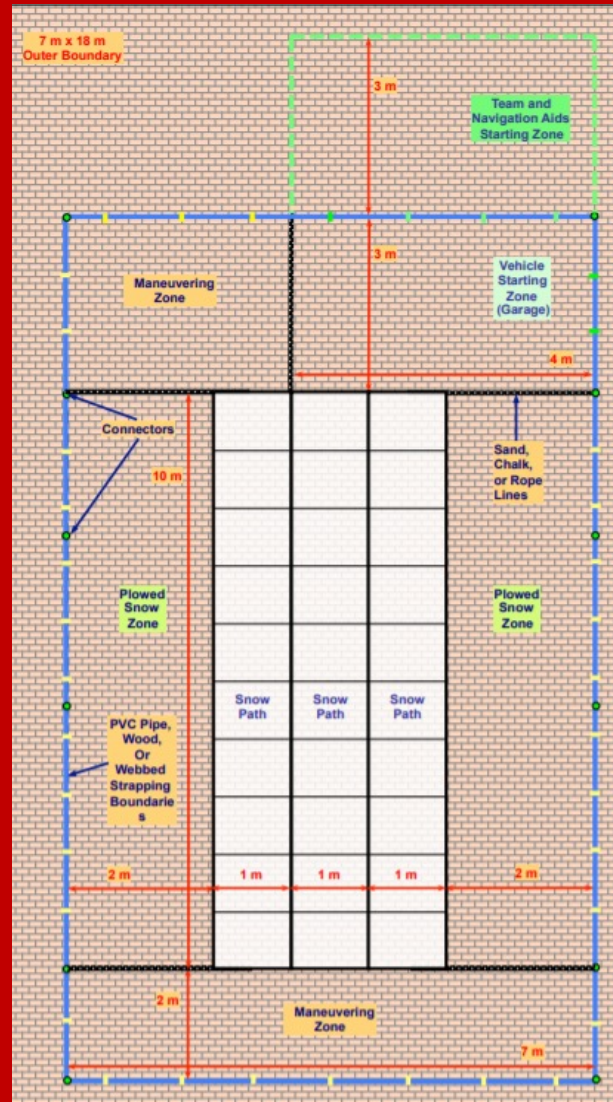 7 m x 18 m
Outer Boundary
3 m
Team and
Navigation Aids
Starting Zone
3 m
Maneuvering
Zone
Vehicle
Starting
Zone
(Garage)
4 m
Connectors
10 m
Sand,
Chalk,
or Rope
Lines
Plowed
Snow
Zone
Plowed
Snow
Zone
Snow
Path
Snow
Path
Snow
Path
PVC Pipe,
Wood,
Or
Webbed
Strapping
Boundarie
s
2 m
1 m
1 m
1 m
2 m
2 m
Maneuvering
Zone
7 m